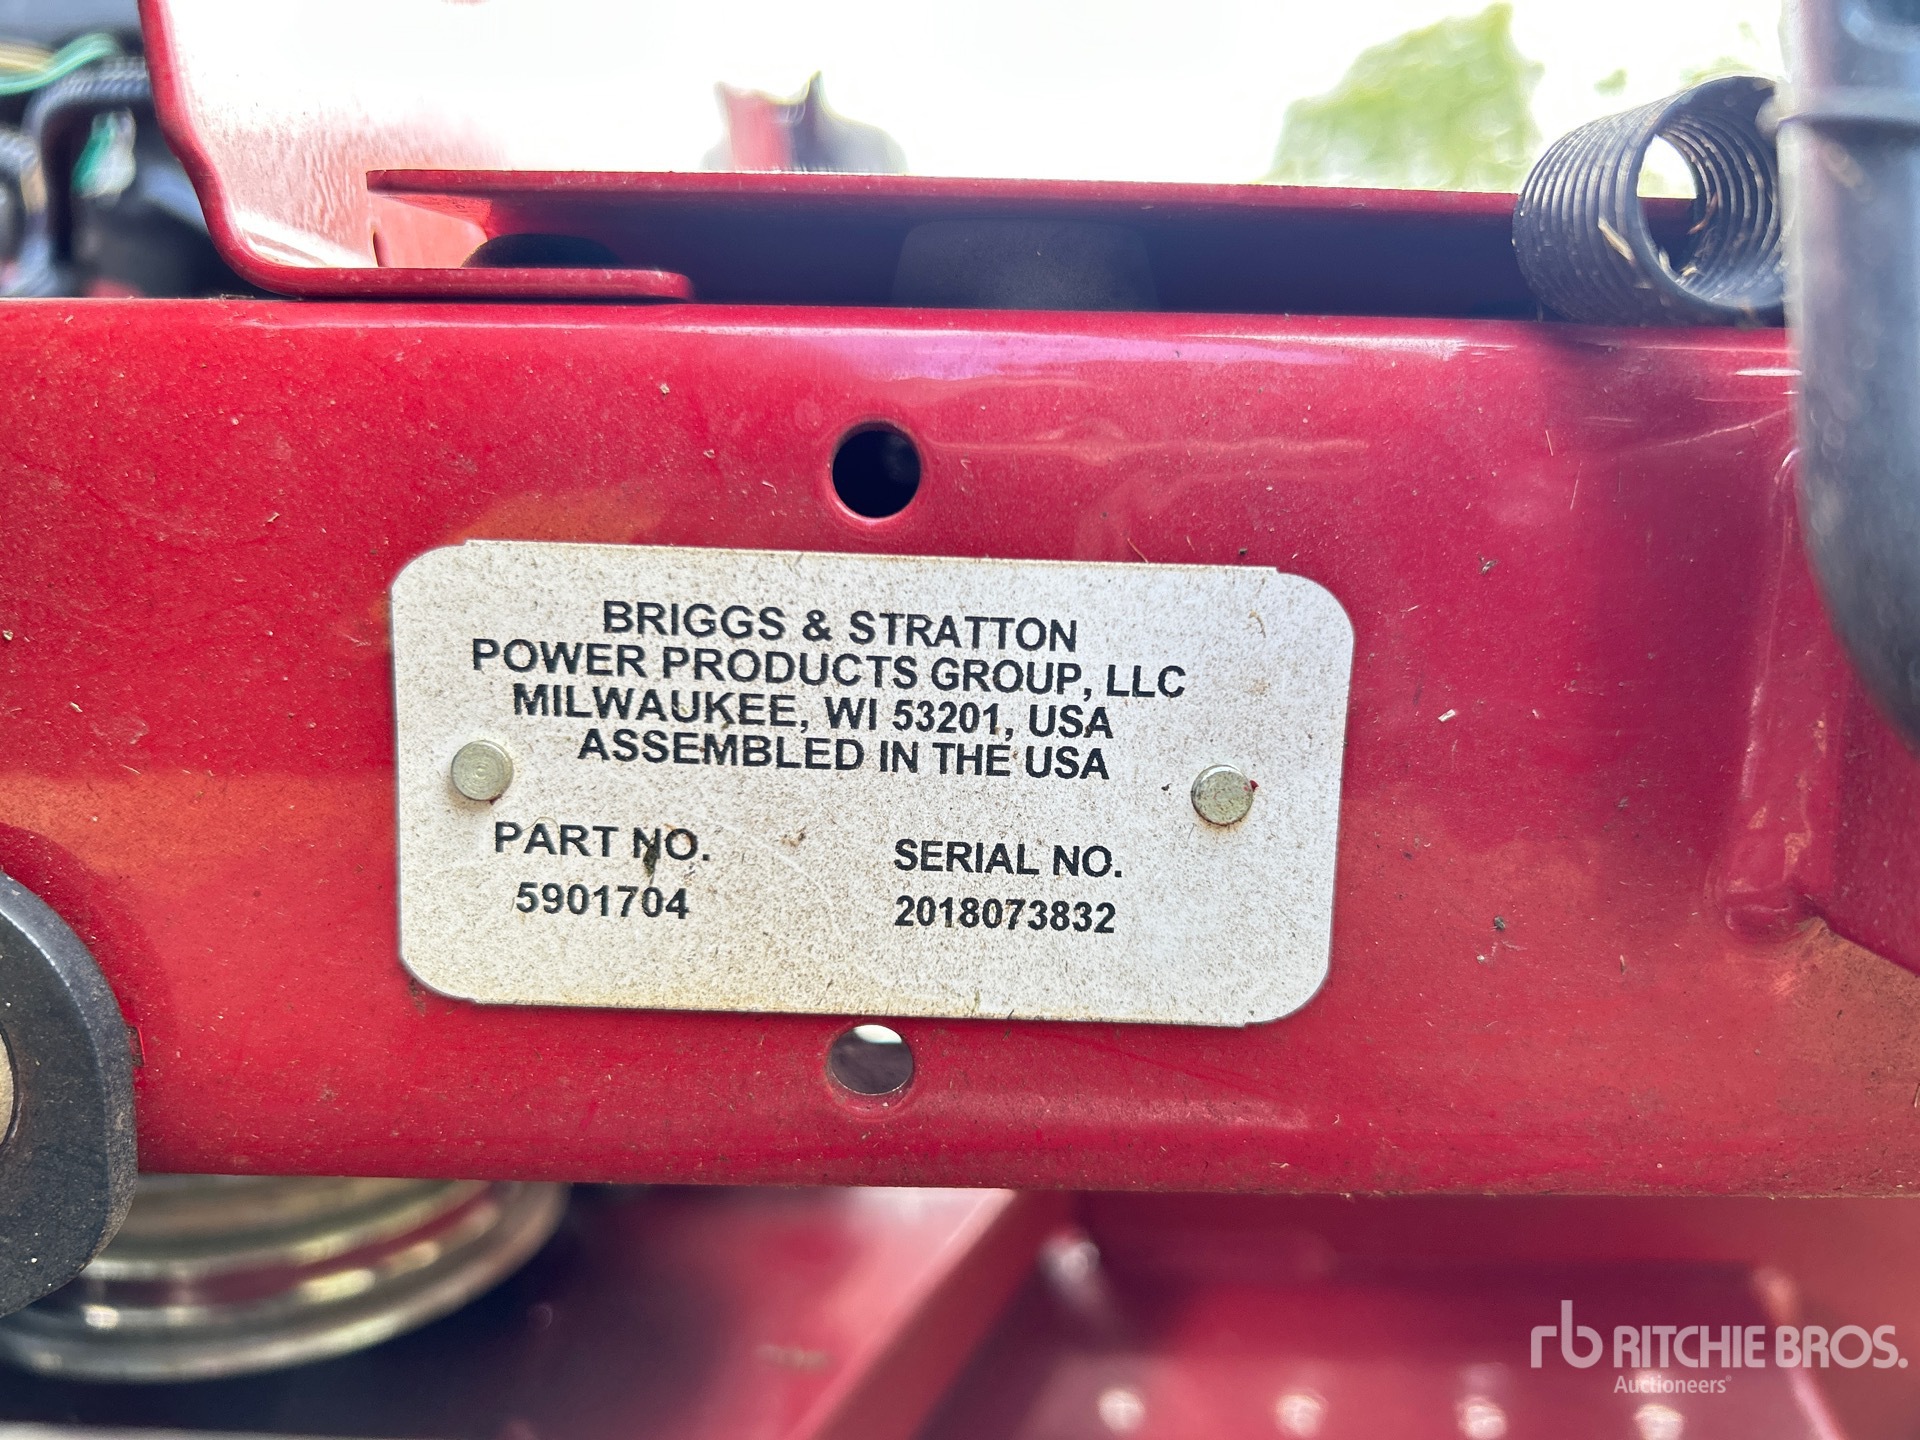 BRIGGS & STRATTON
POWER PRODUCTS GROUP, LLC
MILWAUKEE, WI 53201, USA
ASSEMBLED IN THE USA
PART NO.
5901704
SERIAL NO.
2018073832
rb RITCHIE BROS.
Auctioneers